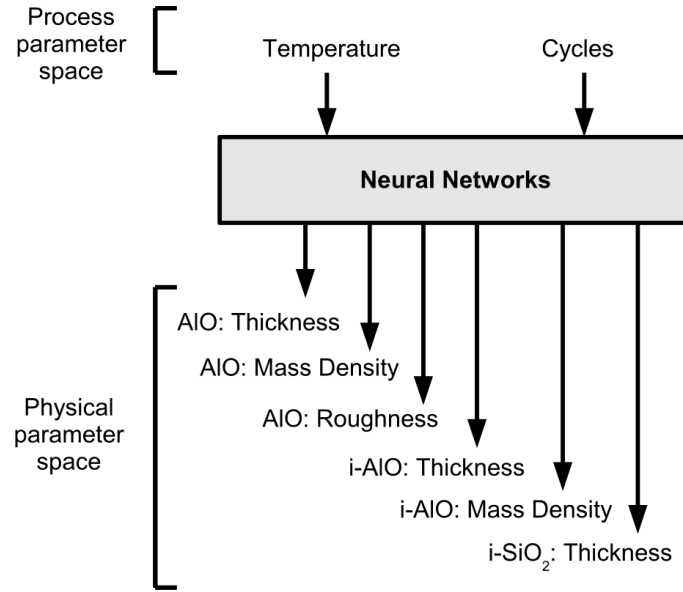 Process
parameter
space
Temperature
Cycles
Neural Networks
AlO: Thickness
AlO: Mass Density
AlO: Roughness
Physical
parameter
space
i-AlO: Thickness
i-AlO: Mass Density
i-SiO₂: Thickness